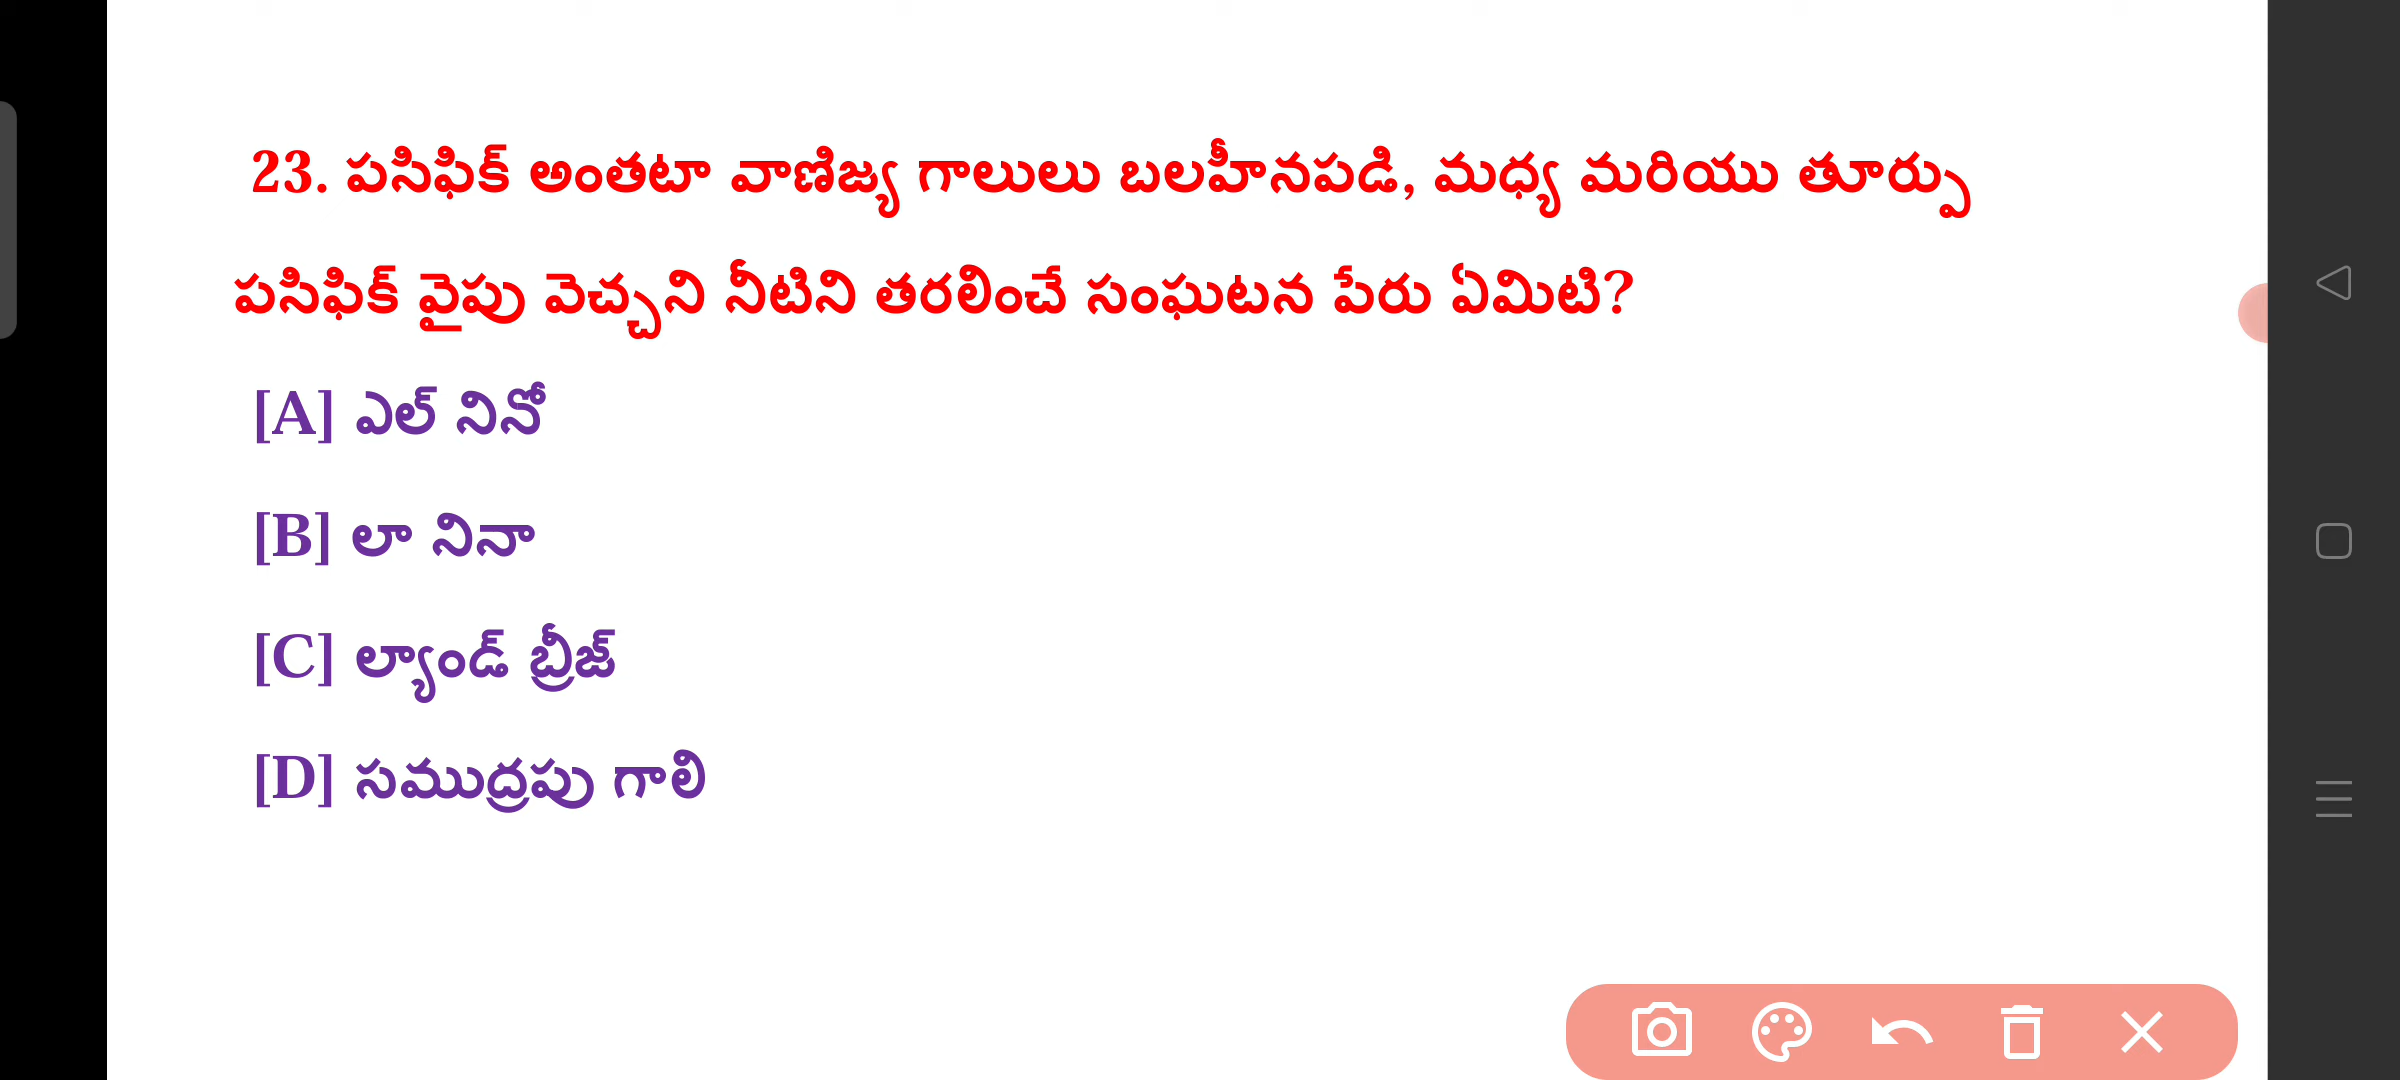 23. పసిఫిక్ అంతటా వాణిజ్య గాలులు బలహీనపడి, మధ్య మరియు తూర్పు
పసిఫిక్ వైపు వెచ్చని నీటిని తరలించే సంఘటన పేరు ఏమిటి?
[A] ఎల్ నినో
[B] లా నినా
[C] ల్యాండ్ బ్రీజ్
[D] సముద్రపు గాలి